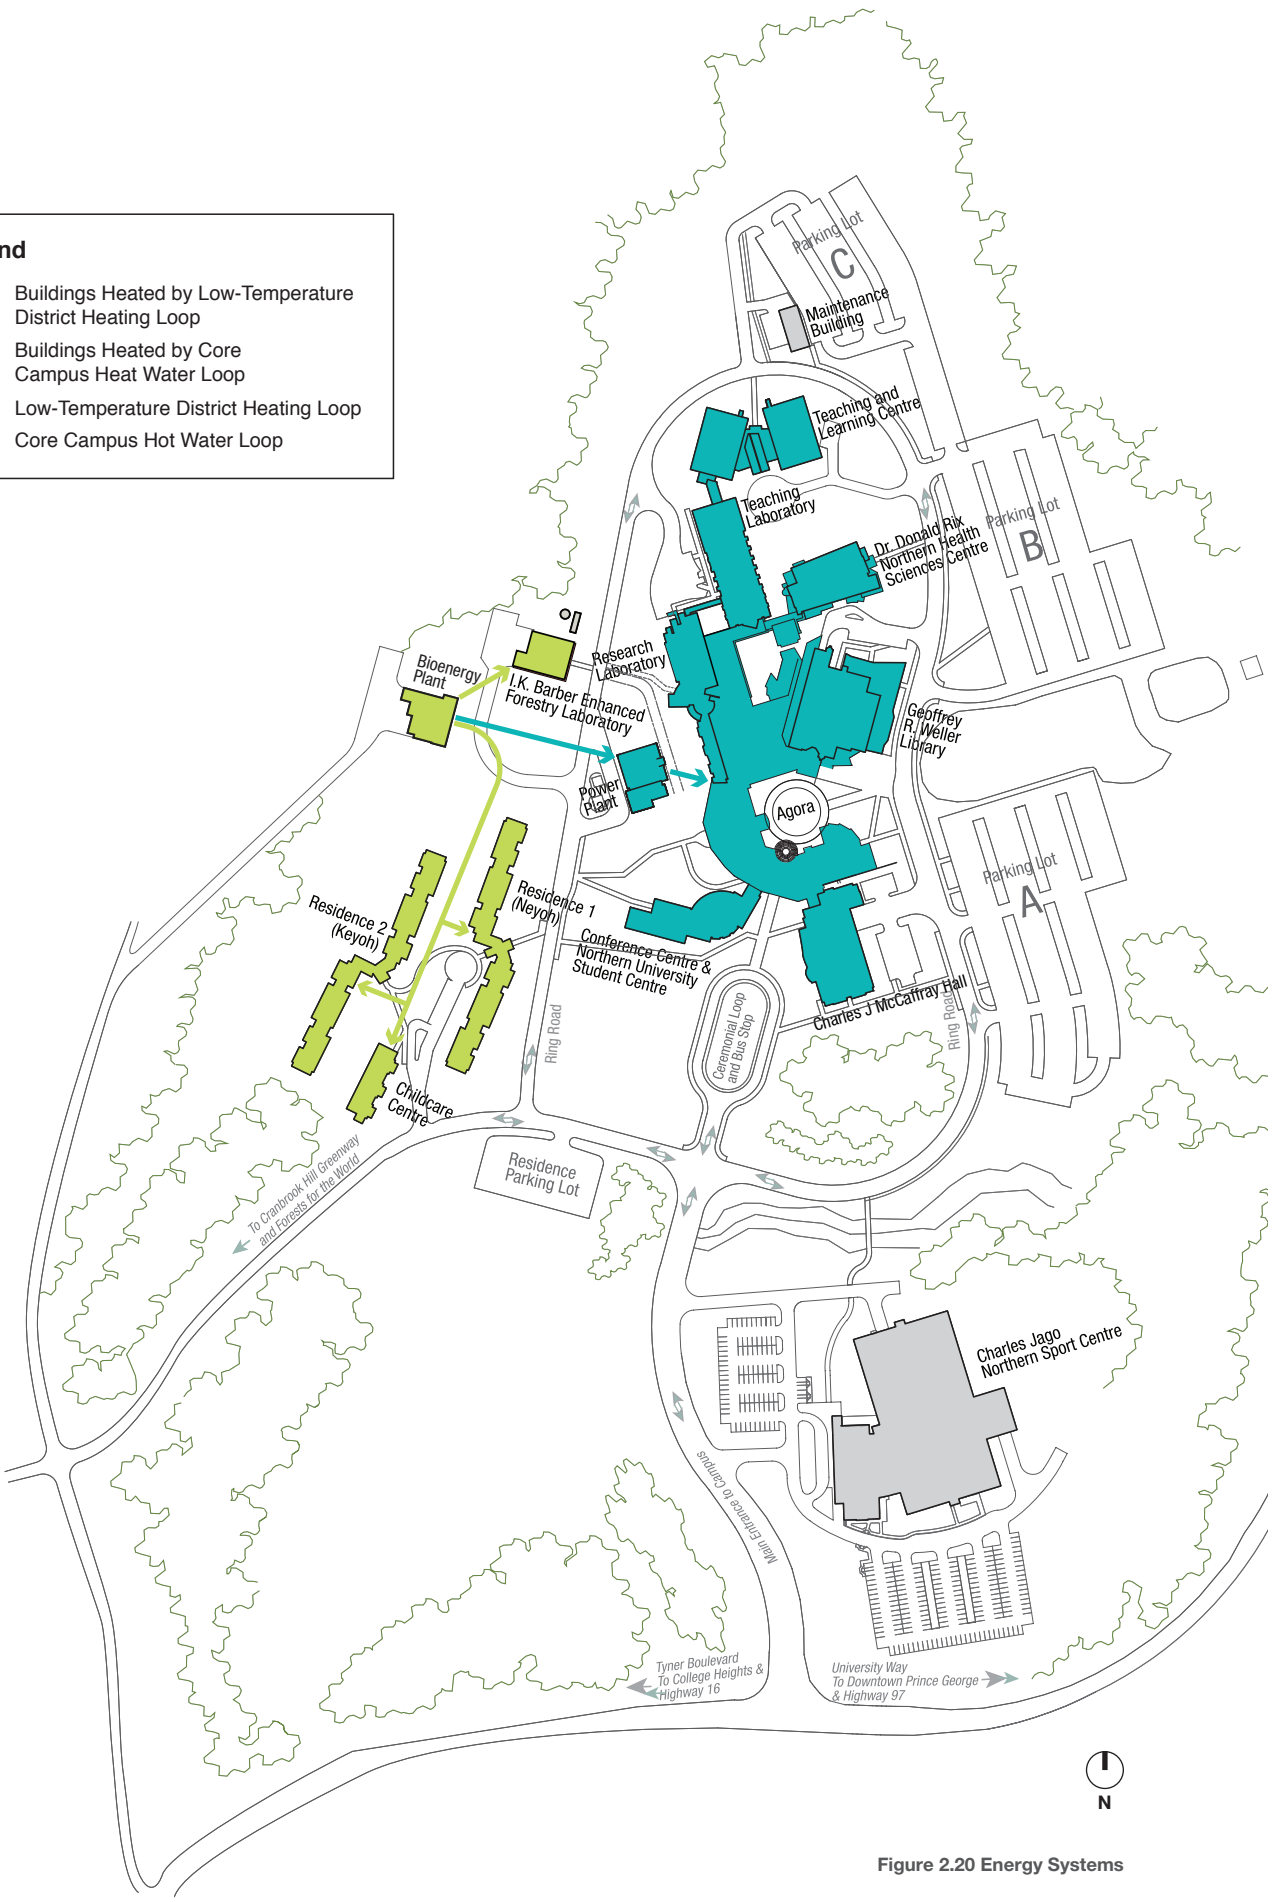 nd
Buildings Heated by Low-Temperature
District Heating Loop
Buildings Heated by Core
Campus Heat Water Loop
Low-Temperature District Heating Loop
Core Campus Hot Water Loop
Parking Lot
C
Maintenance
Building
Teaching and
Learning Centre
Teaching
Laboratory
Dr. Donald Rix
Northern Health
Sciences Centre
Parking Lot
B
Research
Laboratory
Bioenergy
Plant
I.K. Barber Enhanced
Forestry Laboratory
Geoffrey
R. Weller
Library
Power
Plant
Agora
Parking Lot
A
Residence 1
(Neyoh)
Residence 2
(Keyoh)
Conference Centre &
Northern University
Student Centre
Charles J McCaffray Hall
Ring Road
Ring Road
Ceremonial Loop
and Bus Stop
Childcare
Centre
To Cranbrook Hill Greenway
and Forests for the World
Residence
Parking Lot
Charles Jago
Northern Sport Centre
Main Entrance to Campus
Tyner Boulevard
To College Heights &
Highway 16
University Way
To Downtown Prince George
& Highway 97
N
Figure 2.20 Energy Systems